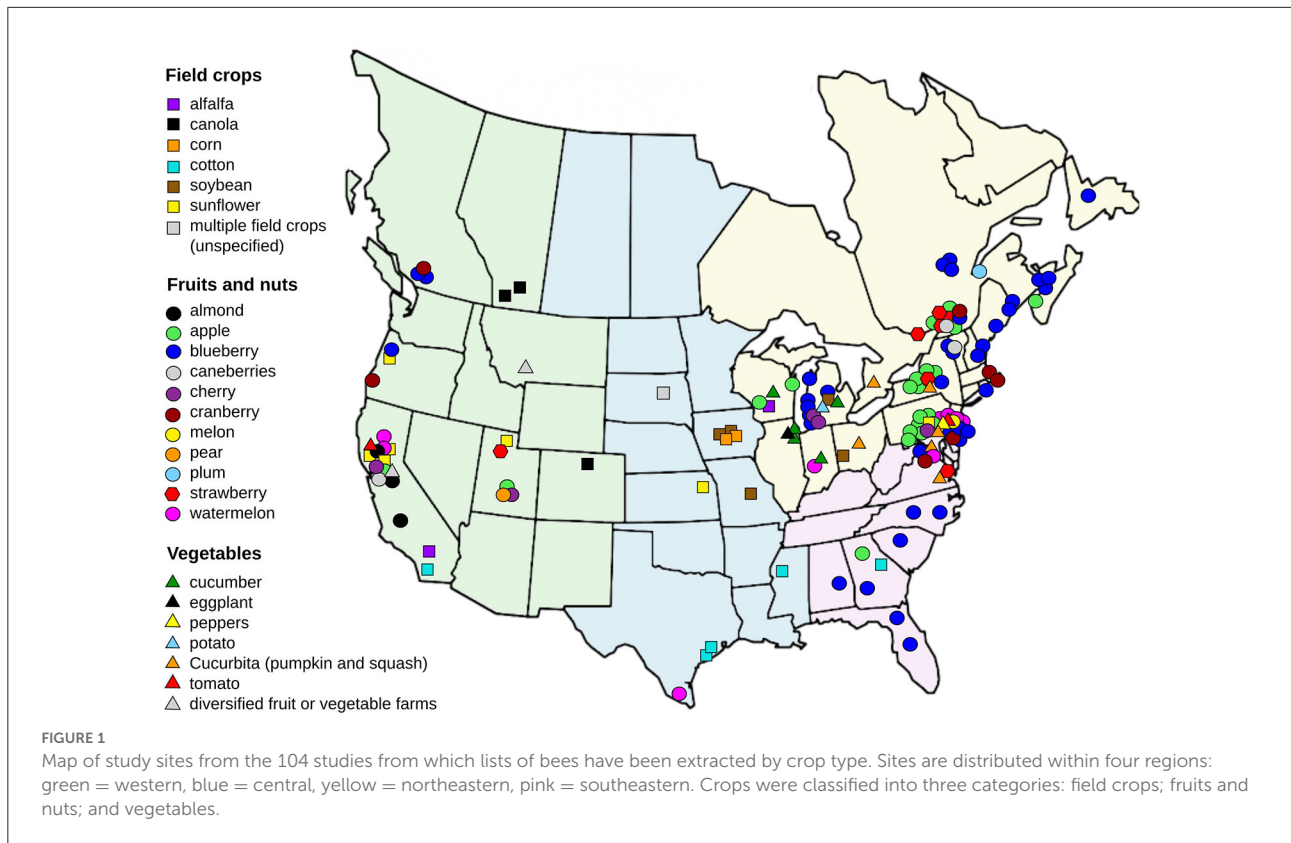 Field crops
alfalfa
canola
corn
cotton
soybean
sunflower
multiple field crops
(unspecified)
Fruits and nuts
almond
apple
blueberry
caneberries
cherry
cranberry
melon
pear
plum
strawberry
watermelon
Vegetables
cucumber
eggplant
peppers
potato
Cucurbita (pumpkin and squash)
tomato
diversified fruit or vegetable farms
FIGURE 1
Map of study sites from the 104 studies from which lists of bees have been extracted by crop type. Sites are distributed within four regions:
green = western, blue = central, yellow = northeastern, pink = southeastern. Crops were classified into three categories: field crops; fruits and
nuts; and vegetables.